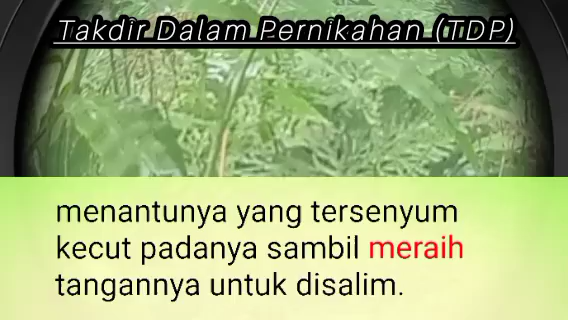 Takdir Dalam Pernikahan (TDP)
menantunya yang tersenyum
kecut padanya sambil meraih
tangannya untuk disalim.